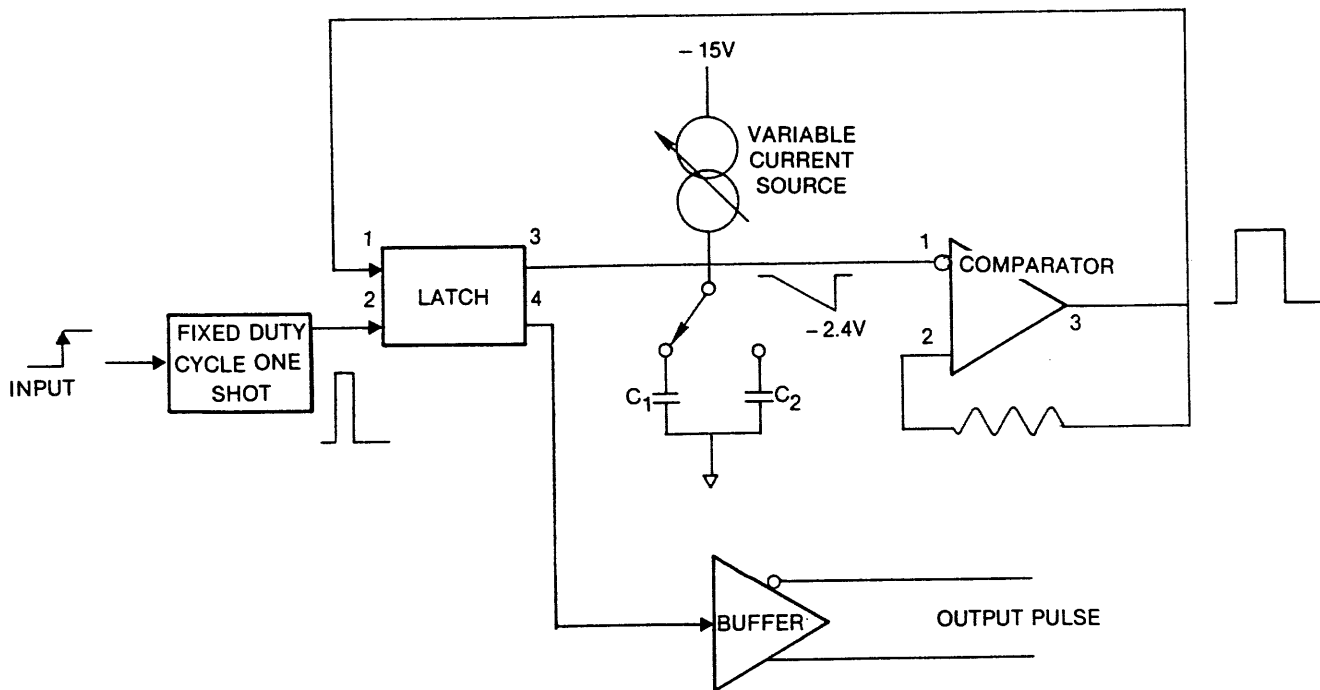 – 15V
VARIABLE
CURRENT
SOURCE
1
3
1
COMPARATOR
LATCH
2
4
– 2.4V
2
3
FIXED DUTY
CYCLE ONE
SHOT
INPUT
C1
C2
BUFFER
OUTPUT PULSE